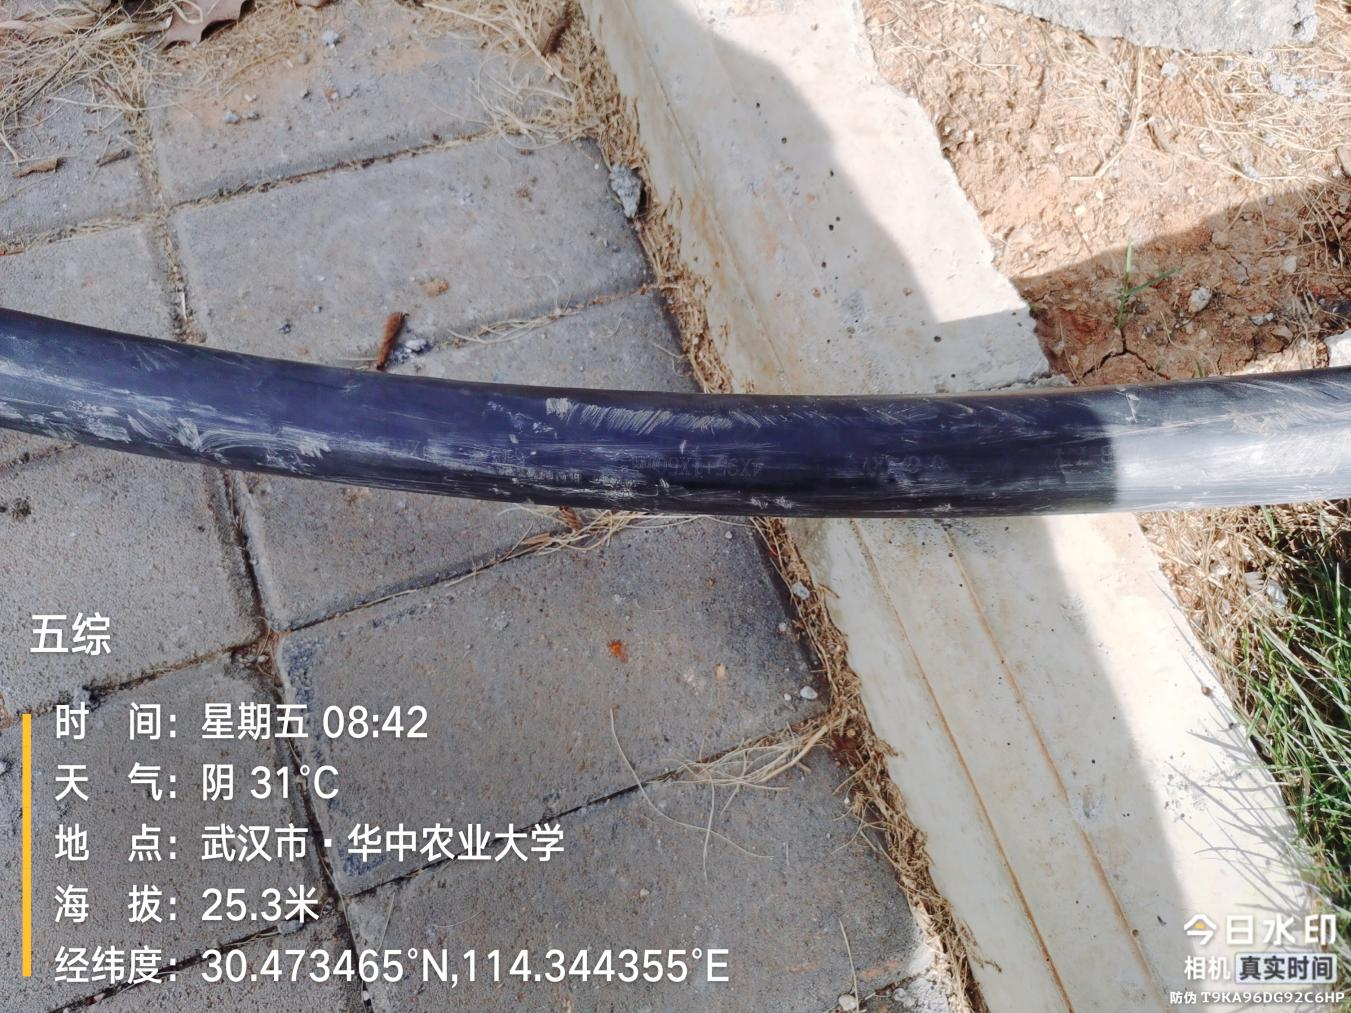 五综
时 间：星期五 08:42
天 气：阴 31℃
地 点：武汉市·华中农业大学
海 拔：25.3米
经纬度：30.473465°N,114.344355°E
今日水印
相机 真实时间
防伪 T9KA96DG92C6HP